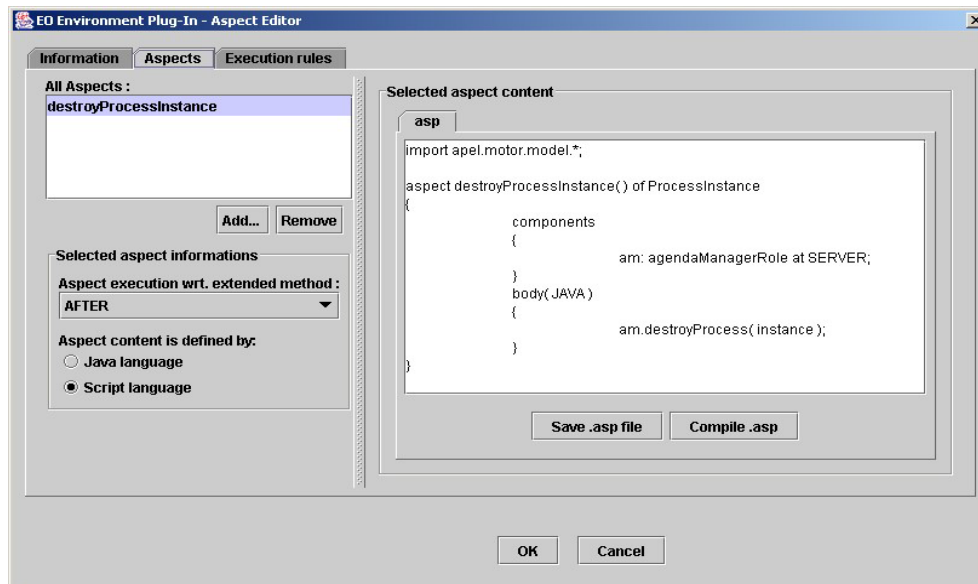 EO Environment Plug-In - Aspect Editor
Information Aspects Execution rules
All Aspects :
destroyProcessInstance
Add... Remove
Selected aspect informations
Aspect execution wrt. extended method :
AFTER
Aspect content is defined by:
Java language
Script language
Selected aspect content
asp
import apel.motor.model.*;
aspect destroyProcessInstance( ) of ProcessInstance
{
components
{
am: agendaManagerRole at SERVER;
}
body( JAVA )
{
am.destroyProcess( instance );
}
}
Save .asp file Compile .asp
OK Cancel